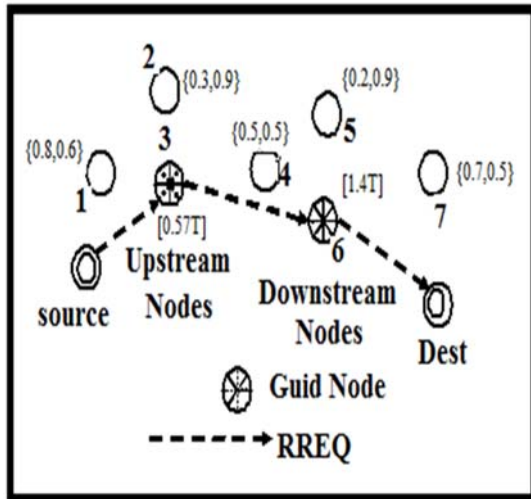 2
{0.3,0.9}
{0.2,0.9}
3
{0.5,0.5}
5
{0.8,0.6}
1
4
[1.4T]
{0.7,0.5}
7
[0.57T]
6
source
Upstream
Nodes
Downstream
Nodes
Dest
Guid Node
RREQ